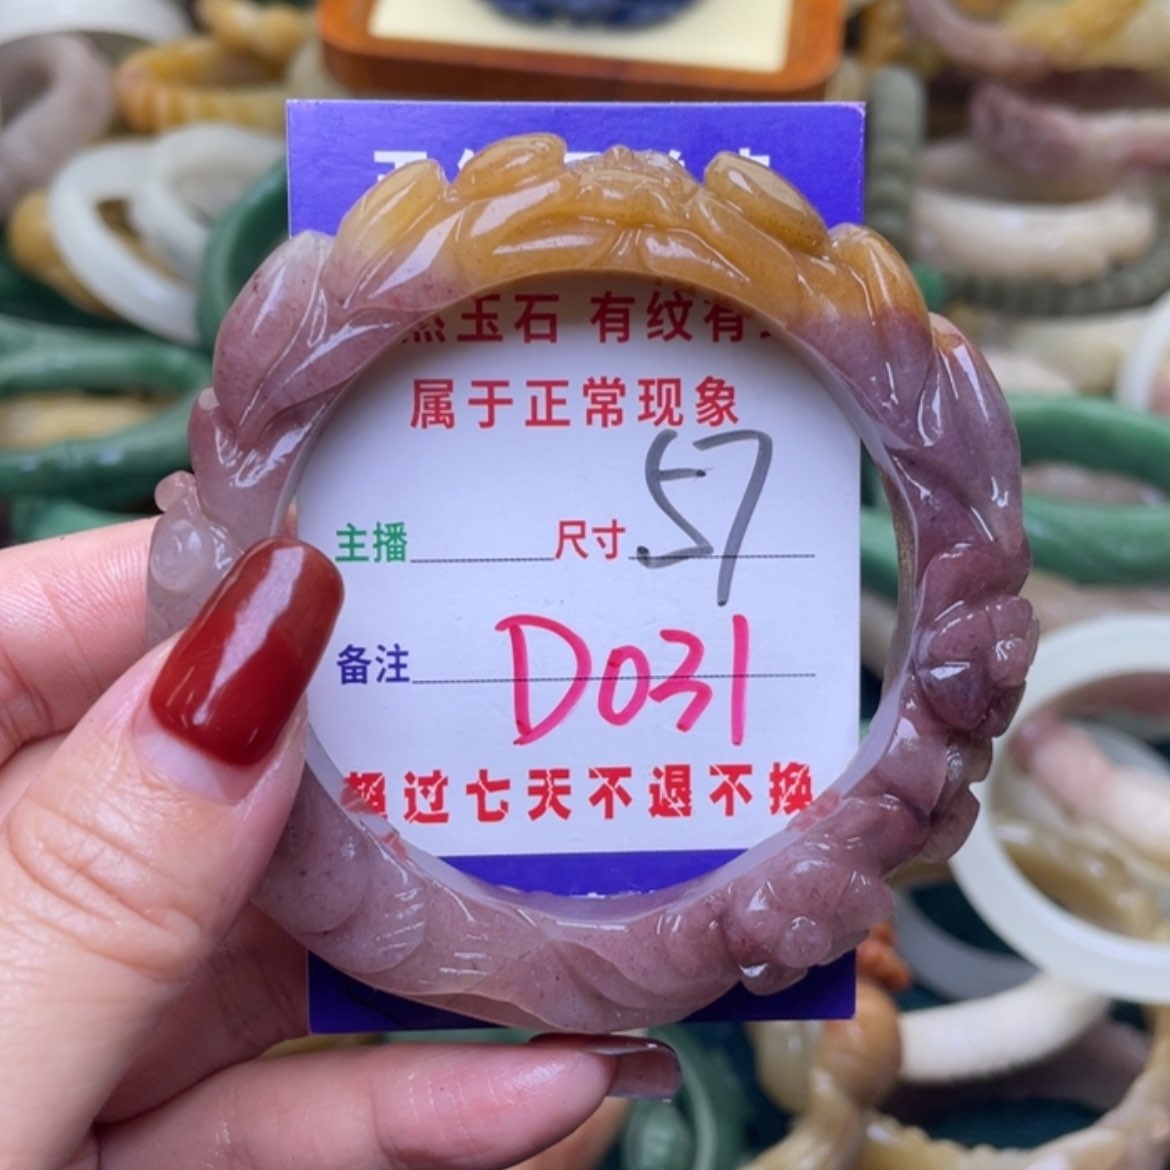 玉石 有纹有
属于正常现象
主播 尺寸 57
备注 D031
超过七天不退不换